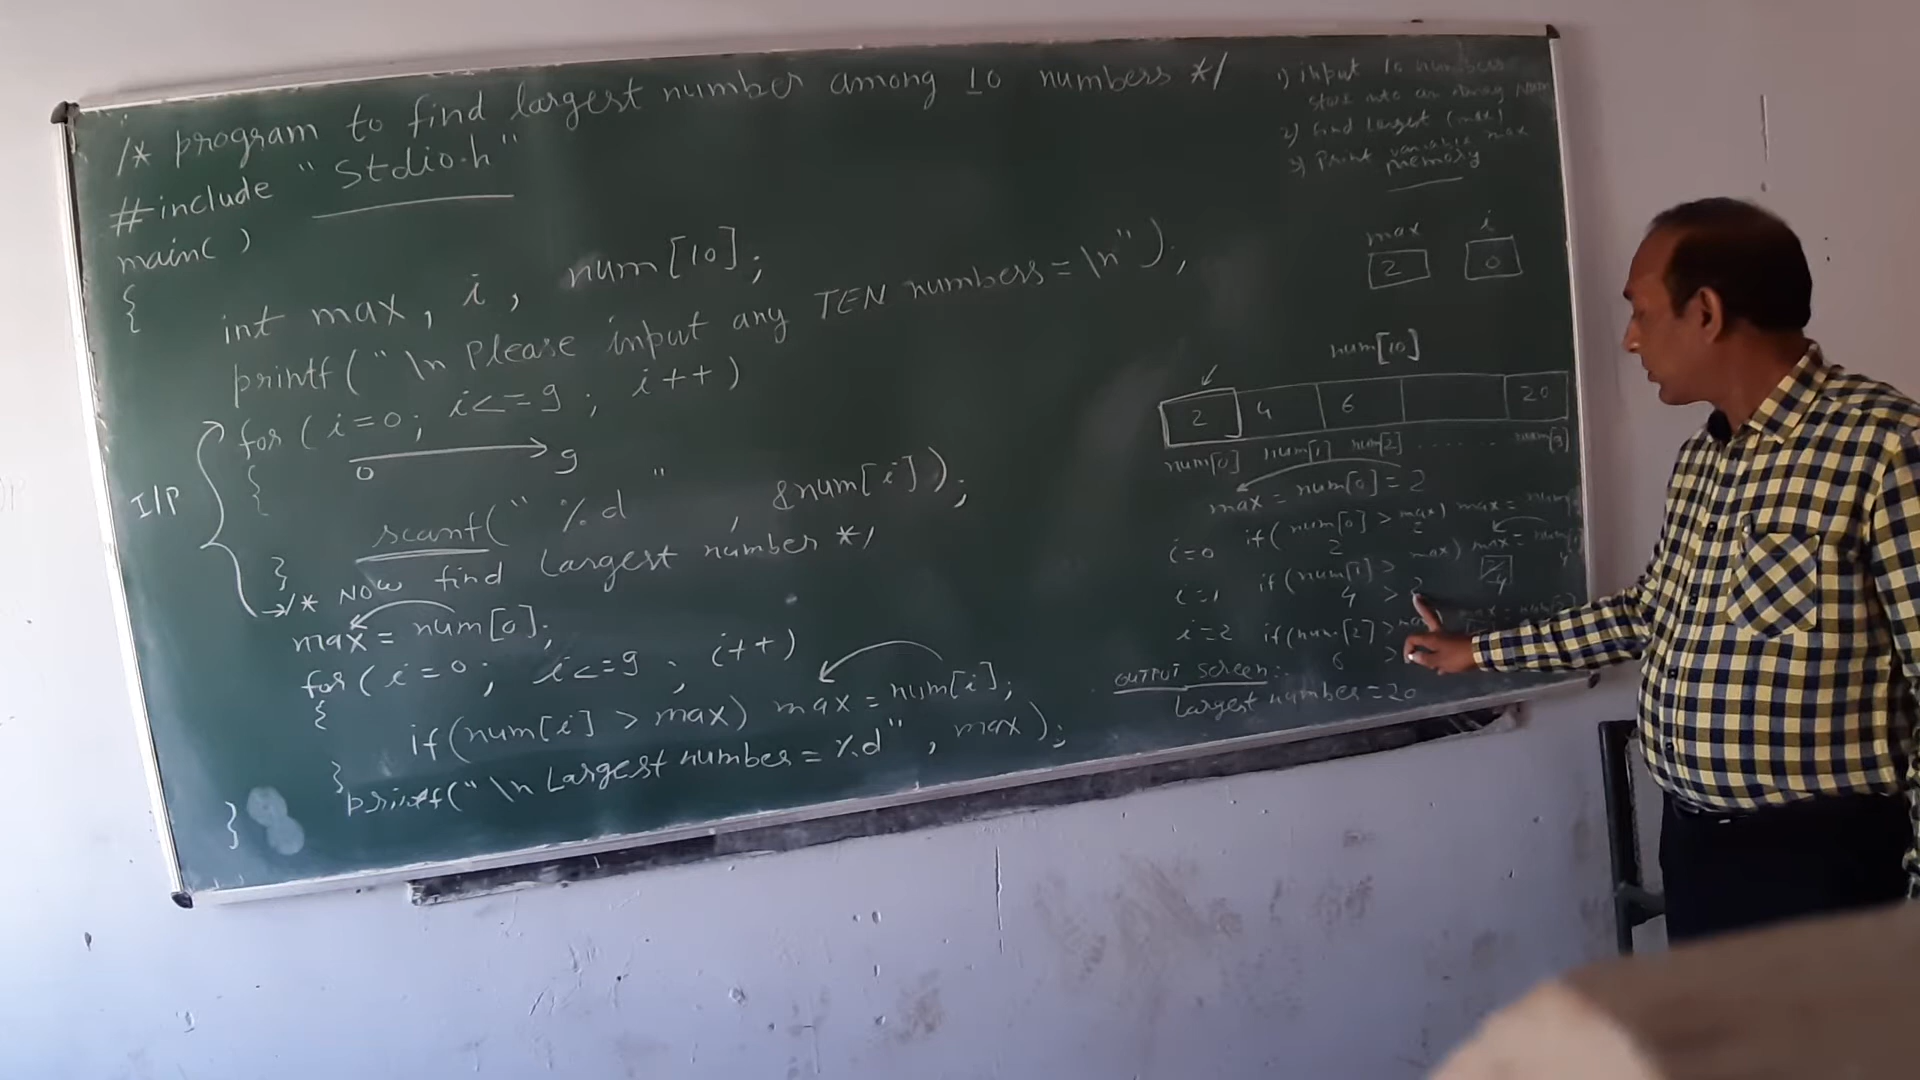 /* program to find largest number among 10 numbers */
#include "stdio.h"
main( )
{
int max, i, num[10];
printf("\n Please input any TEN numbers=\n");
for(i=0; i<=9; i++)
0 9
{
I/P
scanf("%d", &num[i]);
}
/* Now find Largest number */
max = num[0];
for(i=0; i<=9; i++)
{
if(num[i] > max) max = num[i];
}
printf("\n Largest number = %d", max);
}
1) input 10 numbers
store into an array num
2) find largest (max)
3) Print variable max
memory
max i
2 0
num[10]
2 4 6 20
num[0] num[1] num[2] ...... num[9]
max = num[0] = 2
i=0 if(num[0] > max) max =
2 2
i=1 if(num[1] > max) max = num
4 > 2
4
i=2 if(num[2] > max
6 >
OUTPUT Screen:-
Largest number = 20